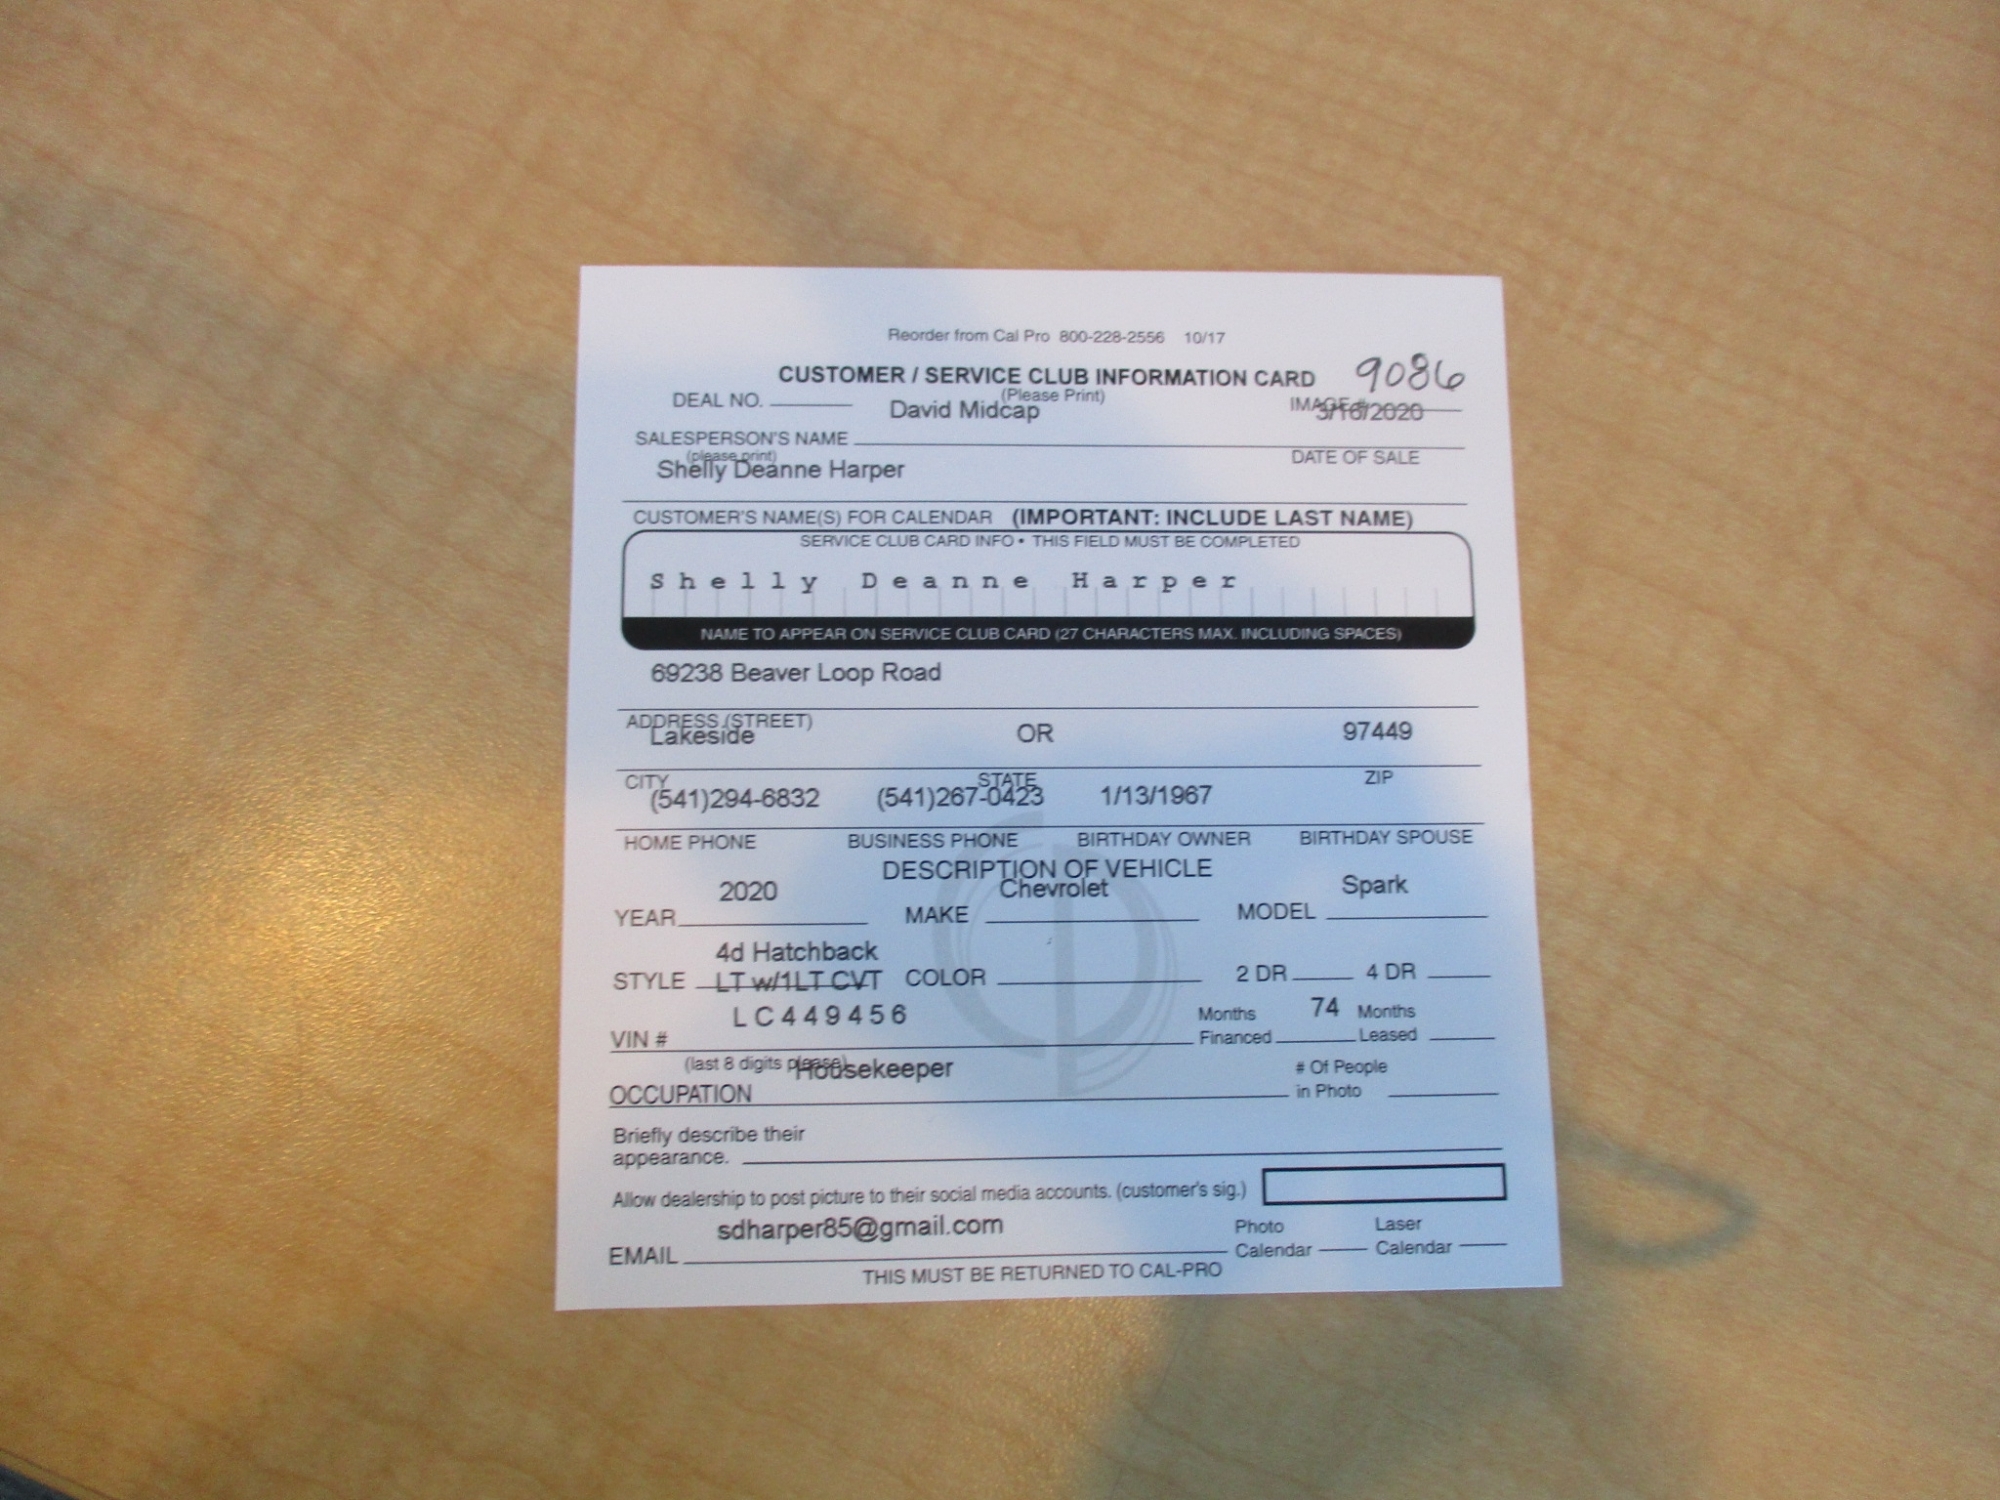 Reorder from Cal Pro 800-228-2556 10/17
CUSTOMER / SERVICE CLUB INFORMATION CARD 9086
(Please Print)
DEAL NO. David Midcap IMAGE # 3/16/2020
SALESPERSON'S NAME DATE OF SALE
(please print)
Shelly Deanne Harper
CUSTOMER'S NAME(S) FOR CALENDAR (IMPORTANT: INCLUDE LAST NAME)
SERVICE CLUB CARD INFO • THIS FIELD MUST BE COMPLETED
Shelly Deanne Harper
NAME TO APPEAR ON SERVICE CLUB CARD (27 CHARACTERS MAX. INCLUDING SPACES)
69238 Beaver Loop Road
ADDRESS (STREET)
Lakeside OR 97449
CITY STATE ZIP
(541)294-6832 (541)267-0423 1/13/1967
HOME PHONE BUSINESS PHONE BIRTHDAY OWNER BIRTHDAY SPOUSE
DESCRIPTION OF VEHICLE
2020 Chevrolet Spark
YEAR MAKE MODEL
4d Hatchback
STYLE LT w/1LT CVT COLOR 2 DR 4 DR
LC449456 Months 74 Months
VIN # Financed Leased
(last 8 digits please) Housekeeper # Of People
OCCUPATION in Photo
Briefly describe their
appearance.
Allow dealership to post picture to their social media accounts. (customer's sig.)
sdharper85@gmail.com Photo Laser
EMAIL Calendar Calendar
THIS MUST BE RETURNED TO CAL-PRO